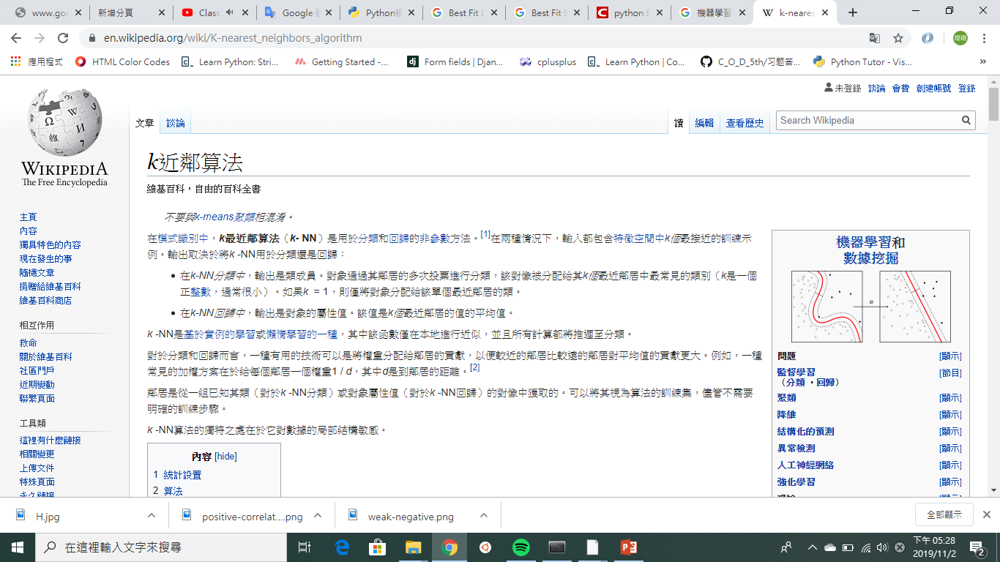 www.goo
新增分頁
Class
Google
Python
Best Fit L
Best Fit S
python
機器學習
k-neares
en.wikipedia.org/wiki/K-nearest_neighbors_algorithm
應用程式
HTML Color Codes
Learn Python: Stri...
Getting Started -...
Form fields | Djan...
cplusplus
Learn Python | Co...
C_O_D_5th/习题答...
Python Tutor - Vis...
»
未登錄 談論 會費 創建帳號 登錄
文章 談論 讀 編輯 查看歷史 Search Wikipedia
WIKIPEDIA
The Free Encyclopedia
主頁
內容
獨具特色的內容
現在發生的事
隨機文章
捐贈給維基百科
維基百科商店
相互作用
救命
關於維基百科
社區門戶
近期變動
聯繫頁面
工具類
這裡有什麼鏈接
相關變更
上傳文件
特殊頁面
永久鏈接
k近鄰算法
維基百科，自由的百科全書
不要與k-means聚類相混淆。
在模式識別中，k最近鄰算法（k- NN）是用於分類和回歸的非參數方法。[1]在兩種情況下，輸入都包含特徵空間中k個最接近的訓練示
例。輸出取決於將k -NN用於分類還是回歸：
• 在k-NN分類中，輸出是類成員。對象通過其鄰居的多次投票進行分類，該對像被分配給其k個最近鄰居中最常見的類別（k是一個
正整數，通常很小）。如果k = 1，則僅將對象分配給該單個最近鄰居的類。
• 在k-NN回歸中，輸出是對象的屬性值。該值是k個最近鄰居的值的平均值。
k -NN是基於實例的學習或懶惰學習的一種，其中該函數僅在本地進行近似，並且所有計算都將推遲至分類。
對於分類和回歸而言，一種有用的技術可以是將權重分配給鄰居的貢獻，以便較近的鄰居比較遠的鄰居對平均值的貢獻更大。例如，一種
常見的加權方案在於給每個鄰居一個權重1 / d，其中d是到鄰居的距離。[2]
鄰居是從一組已知其類（對於k -NN分類）或對象屬性值（對於k -NN回歸）的對像中獲取的。可以將其視為算法的訓練集，儘管不需要
明確的訓練步驟。
k -NN算法的獨特之處在於它對數據的局部結構敏感。
內容 [hide]
1 統計設置
2 算法
機器學習和
數據挖掘
ø
問題 [顯示]
監督學習 [節目]
（分類 • 回歸）
聚類 [顯示]
降維 [顯示]
結構化的預測 [顯示]
異常檢測 [顯示]
人工神經網絡 [顯示]
強化學習 [顯示]
H.jpg
positive-correlat....png
weak-negative.png
全部顯示
在這裡輸入文字來搜尋
下午 05:28
2019/11/2
2